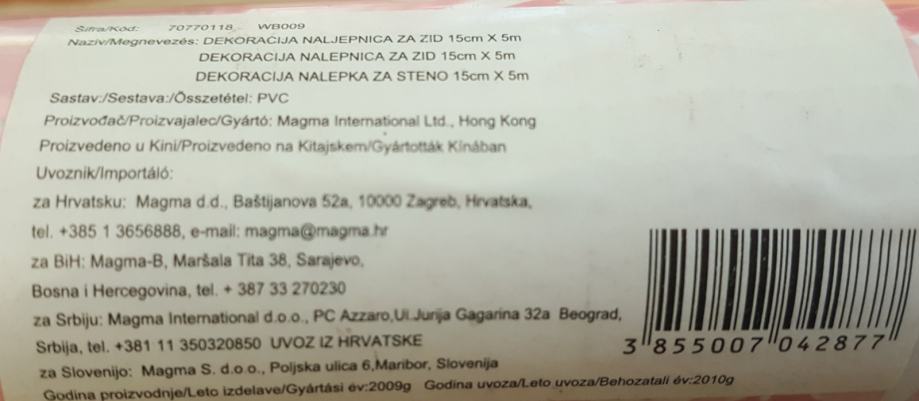 Šifra/Kod: 70770118 WB009
Naziv/Megnevezés: DEKORACIJA NALJEPNICA ZA ZID 15cm X 5m
DEKORACIJA NALEPNICA ZA ZID 15cm X 5m
DEKORACIJA NALEPKA ZA STENO 15cm X 5m
Sastav:/Sestava:/Összetétel: PVC
Proizvođač/Proizvajalec/Gyártó: Magma International Ltd., Hong Kong
Proizvedeno u Kini/Proizvedeno na Kitajskem/Gyártották Kínában
Uvoznik/Importáló:
za Hrvatsku: Magma d.d., Baštijanova 52a, 10000 Zagreb, Hrvatska,
tel. +385 1 3656888, e-mail: magma@magma.hr
za BiH: Magma-B, Maršala Tita 38, Sarajevo,
Bosna i Hercegovina, tel. + 387 33 270230
za Srbiju: Magma International d.o.o., PC Azzaro,Ul.Jurija Gagarina 32a Beograd,
Srbija, tel. +381 11 350320850 UVOZ IZ HRVATSKE
za Slovenijo: Magma S. d.o.o., Poljska ulica 6,Maribor, Slovenija
Godina proizvodnje/Leto izdelave/Gyártási év:2009g Godina uvoza/Leto uvoza/Behozatali év:2010g
3 855007 042877